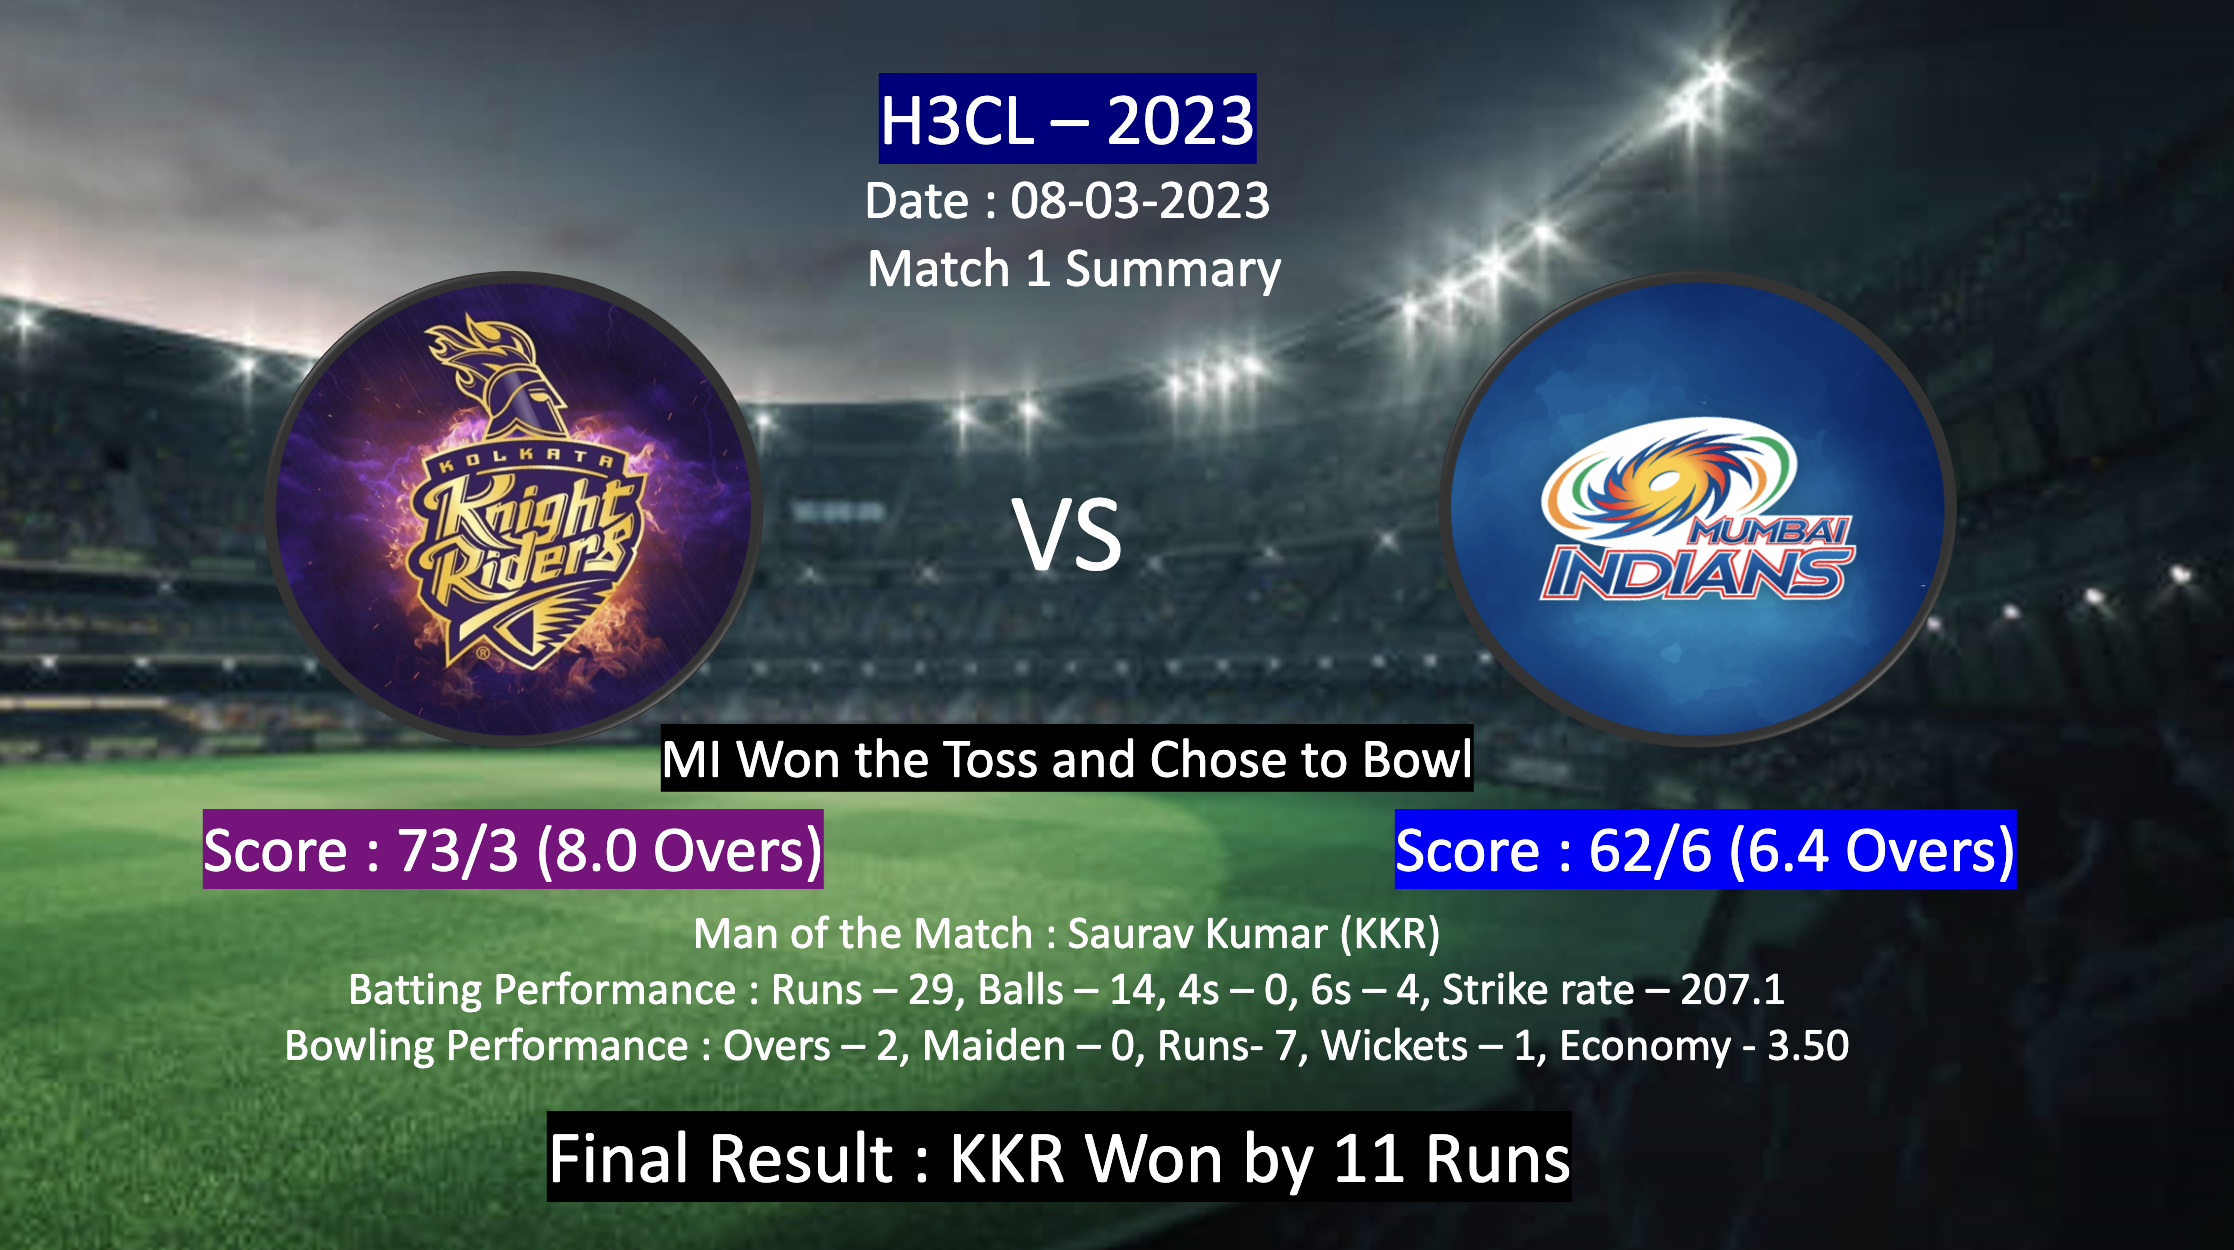 H3CL – 2023
Date : 08-03-2023
Match 1 Summary
KOLKATA
Knight
Riders
®
VS
MUMBAI
INDIANS
MI Won the Toss and Chose to Bowl
Score : 73/3 (8.0 Overs)
Score : 62/6 (6.4 Overs)
Man of the Match : Saurav Kumar (KKR)
Batting Performance : Runs – 29, Balls – 14, 4s – 0, 6s – 4, Strike rate – 207.1
Bowling Performance : Overs – 2, Maiden – 0, Runs- 7, Wickets – 1, Economy - 3.50
Final Result : KKR Won by 11 Runs